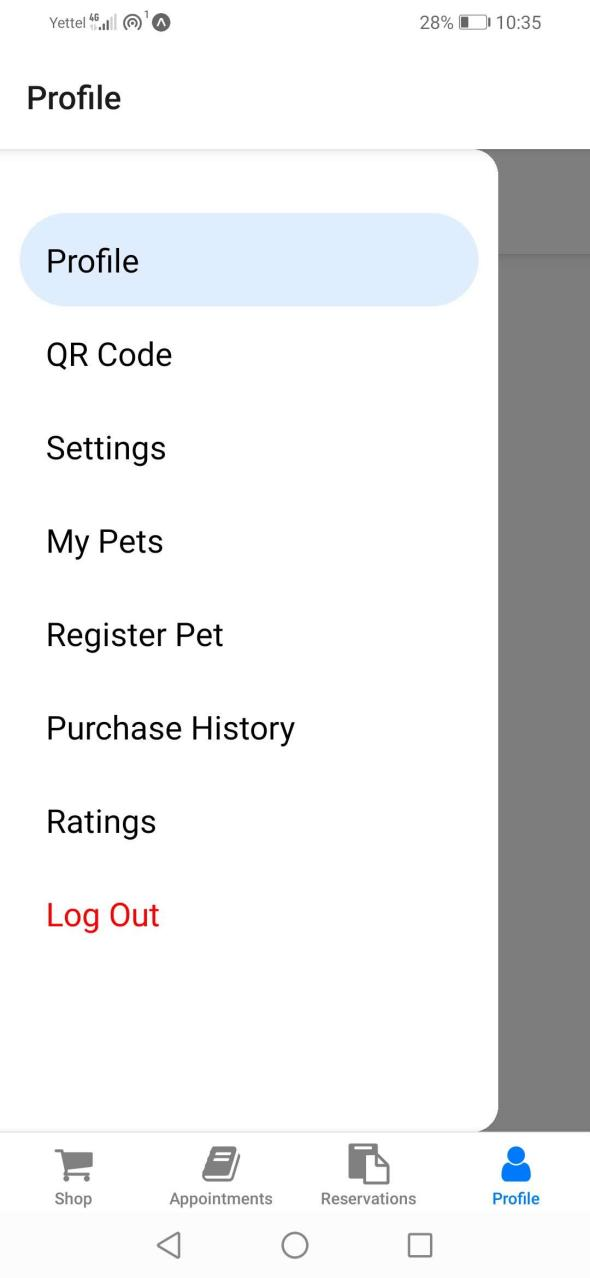 Yettel 4G 1 28% 10:35
Profile
Profile
QR Code
Settings
My Pets
Register Pet
Purchase History
Ratings
Log Out
Shop Appointments Reservations Profile